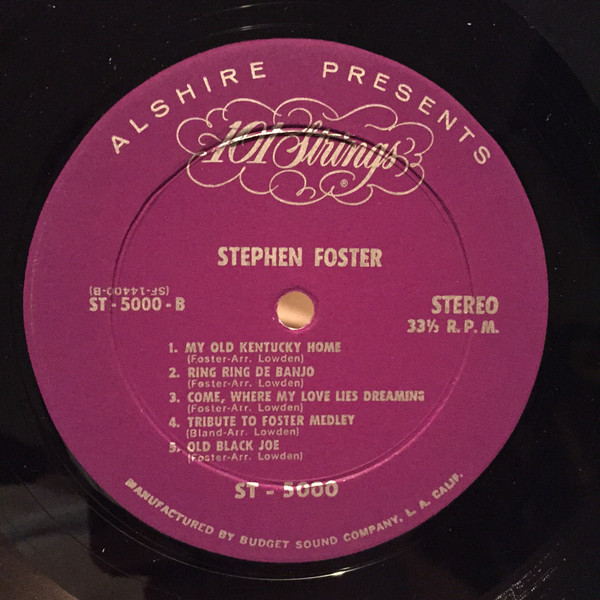 ALSHIRE PRESENTS
101 Strings
®
STEPHEN FOSTER
(SF-14400-B)
ST - 5000 - B
STEREO
33⅓ R.P.M.
1. MY OLD KENTUCKY HOME
(Foster-Arr. Lowden)
2. RING RING DE BANJO
(Foster-Arr. Lowden)
3. COME, WHERE MY LOVE LIES DREAMING
(Foster-Arr. Lowden)
4. TRIBUTE TO FOSTER MEDLEY
(Bland-Arr. Lowden)
5. OLD BLACK JOE
(Foster-Arr. Lowden)
ST - 5000
MANUFACTURED BY BUDGET SOUND COMPANY, L. A. CALIF.